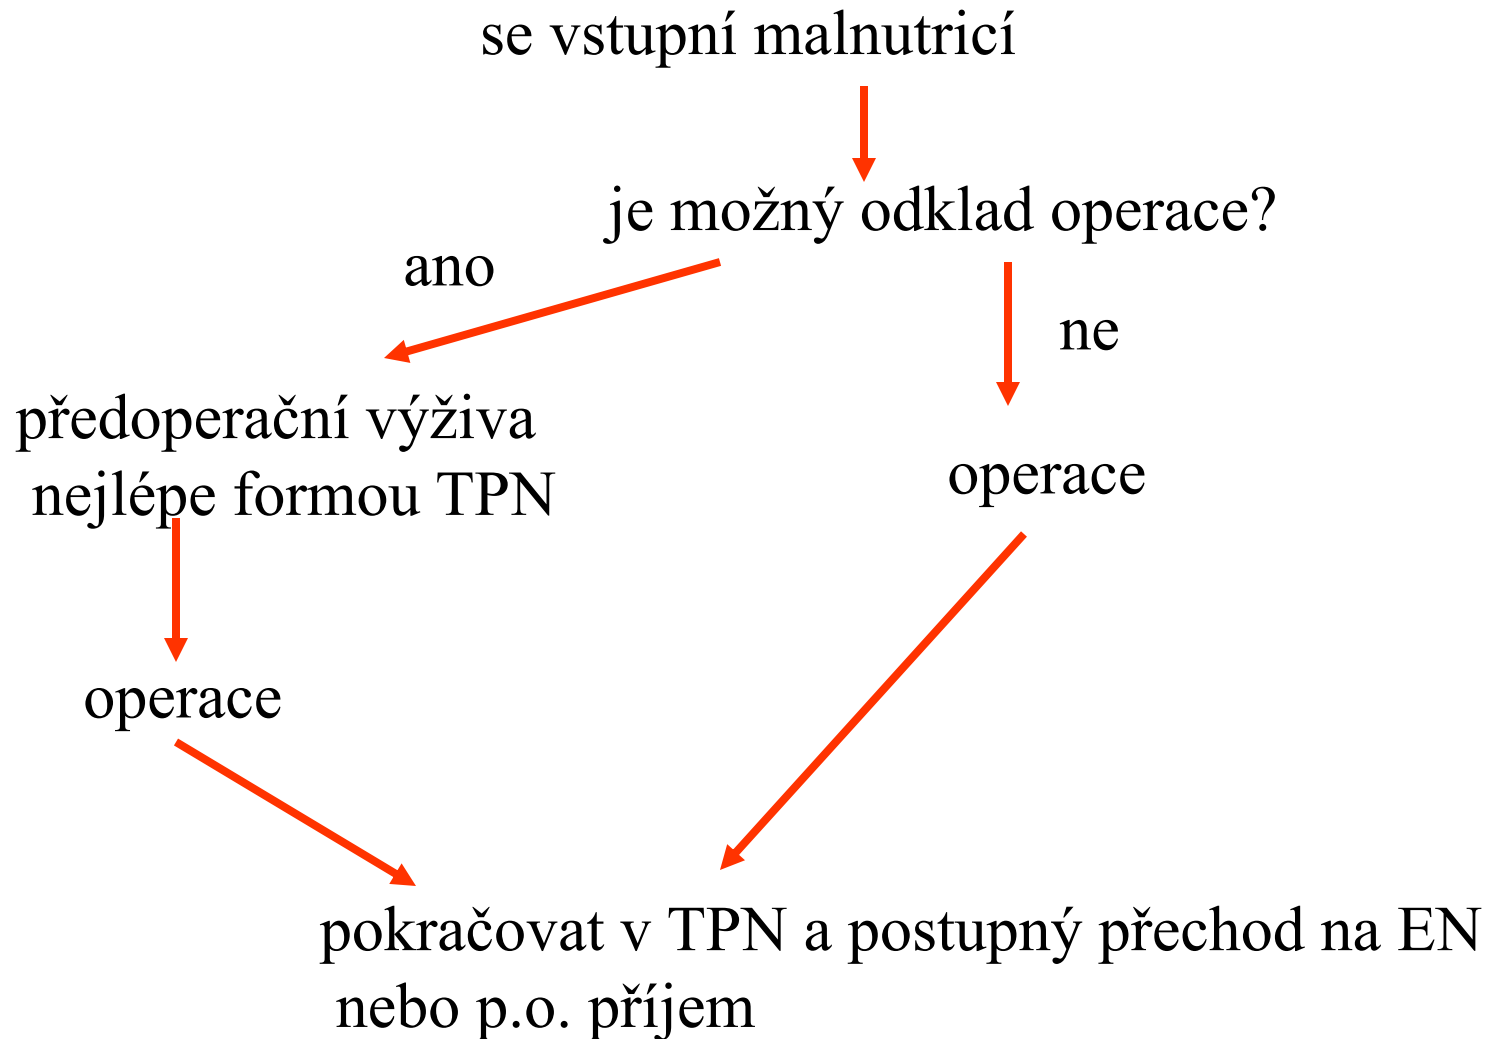 se vstupní malnutricí
je možný odklad operace?
ano
ne
předoperační výživa
nejlépe formou TPN
operace
operace
pokračovat v TPN a postupný přechod na EN
nebo p.o. příjem